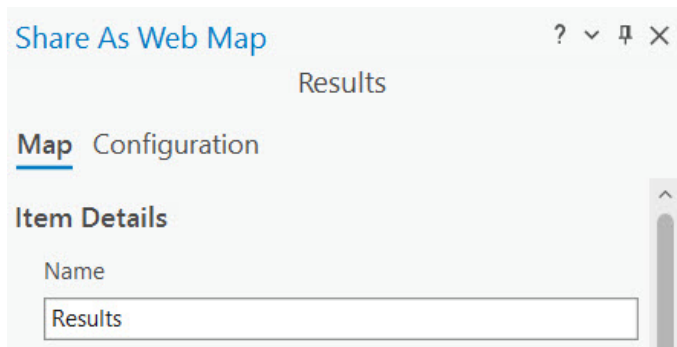 Share As Web Map ?
Results
Map Configuration
Item Details
Name
Results